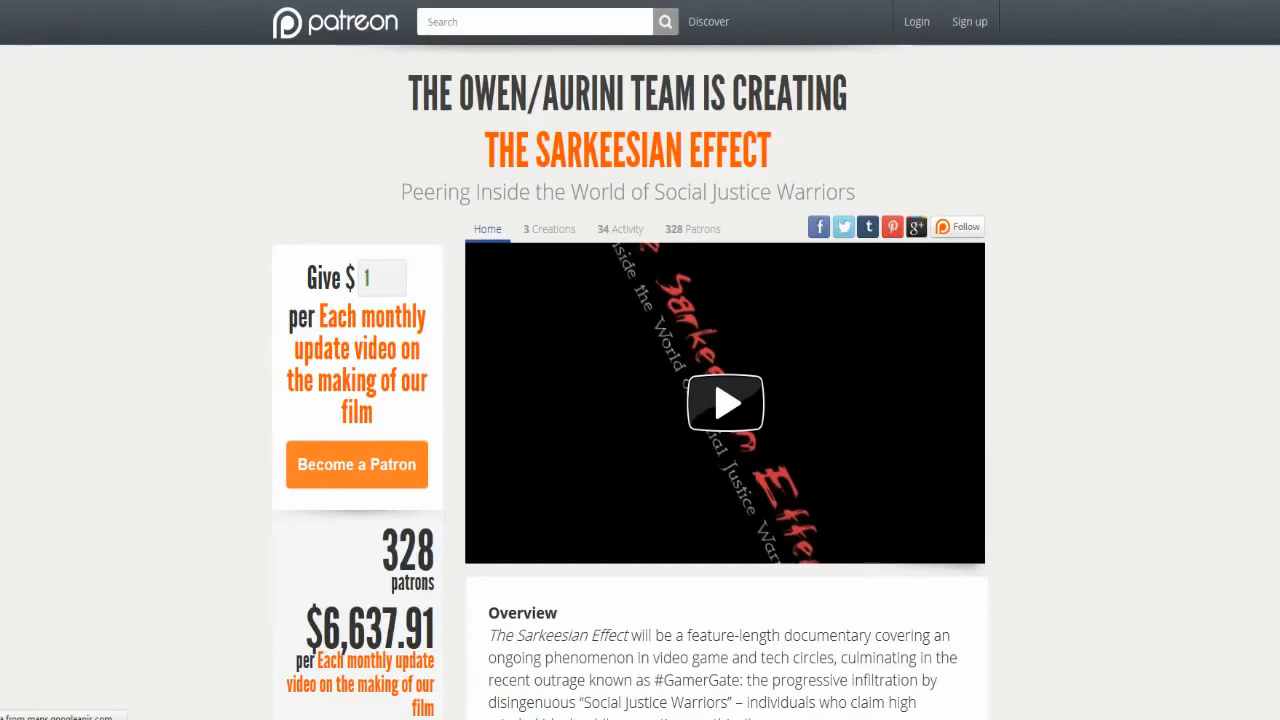 patreon
Search
Discover
Login
Sign up
THE OWEN/AURINI TEAM IS CREATING
THE SARKEESIAN EFFECT
Peering Inside the World of Social Justice Warriors
Home
3 Creations
34 Activity
328 Patrons
Follow
Give $ 1
per Each monthly
update video on
the making of our
film
Become a Patron
328
patrons
$6,637.91
per Each monthly update
video on the making of our
film
Overview
The Sarkeesian Effect will be a feature-length documentary covering an
ongoing phenomenon in video game and tech circles, culminating in the
recent outrage known as #GamerGate: the progressive infiltration by
disingenuous “Social Justice Warriors” – individuals who claim high